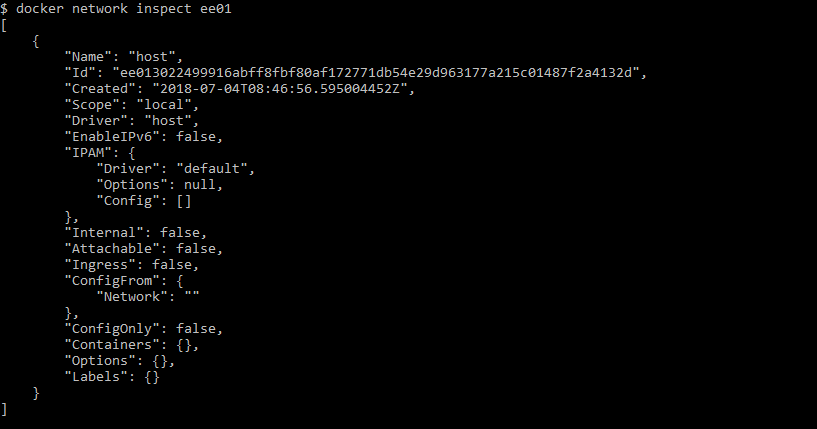 $ docker network inspect ee01
[
    {
        "Name": "host",
        "Id": "ee013022499916abff8fbf80af172771db54e29d963177a215c01487f2a4132d",
        "Created": "2018-07-04T08:46:56.595004452Z",
        "Scope": "local",
        "Driver": "host",
        "EnableIPv6": false,
        "IPAM": {
            "Driver": "default",
            "Options": null,
            "Config": []
        },
        "Internal": false,
        "Attachable": false,
        "Ingress": false,
        "ConfigFrom": {
            "Network": ""
        },
        "ConfigOnly": false,
        "Containers": {},
        "Options": {},
        "Labels": {}
    }
]